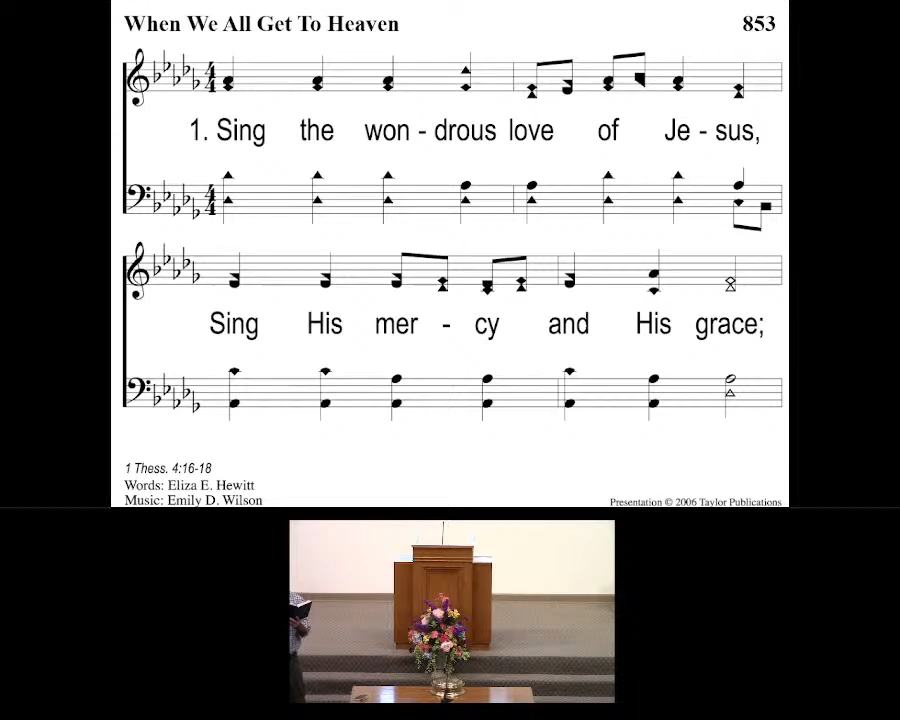 When We All Get To Heaven 853
1. Sing the won - drous love of Je - sus,
Sing His mer - cy and His grace;
1 Thess. 4:16-18
Words: Eliza E. Hewitt
Music: Emily D. Wilson
Presentation © 2006 Taylor Publications